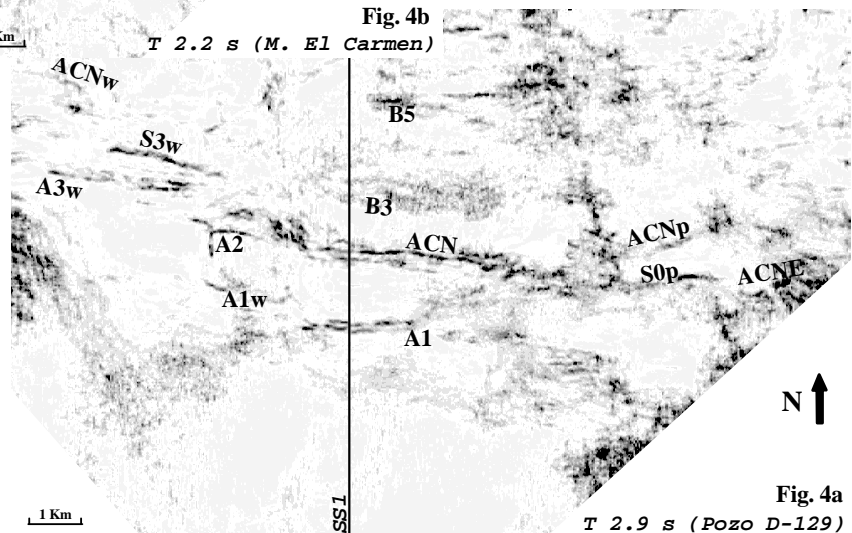 Fig. 4b
Km
T 2.2 s (M. El Carmen)
ACNw
B5
S3w
A3w
B3
A2
ACN
ACNp
S0p
ACNE
A1w
A1
N
Fig. 4a
1 Km
SS1
T 2.9 s (Pozo D-129)